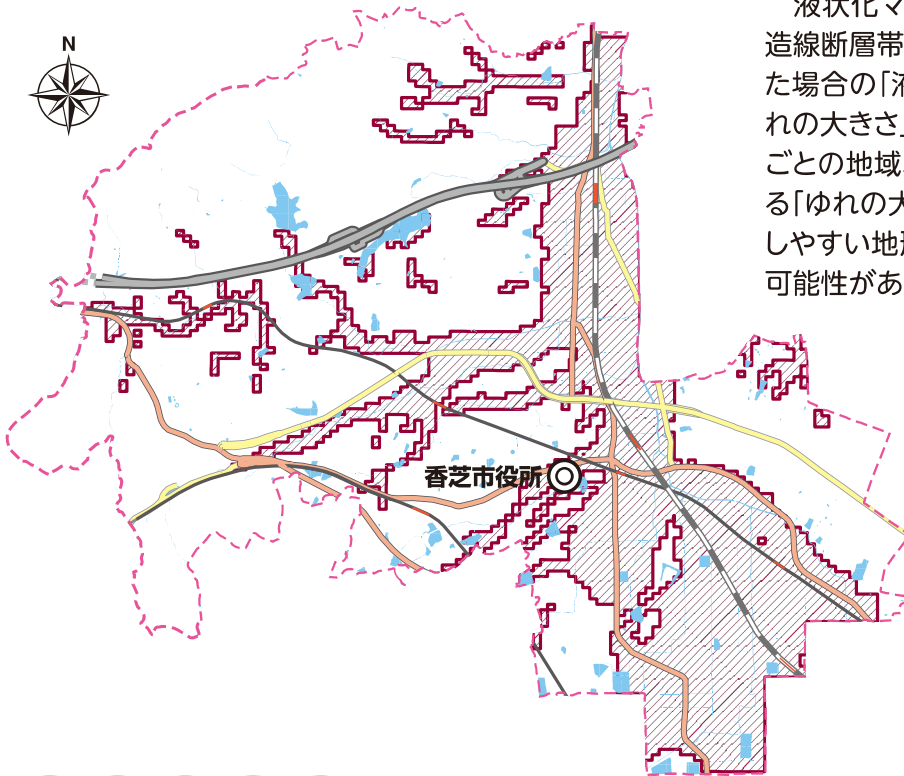 N
液状化マ
造線断層帯
た場合の「液
れの大きさ」
ごとの地域
る「ゆれの大
しやすい地形
可能性があ
香芝市役所